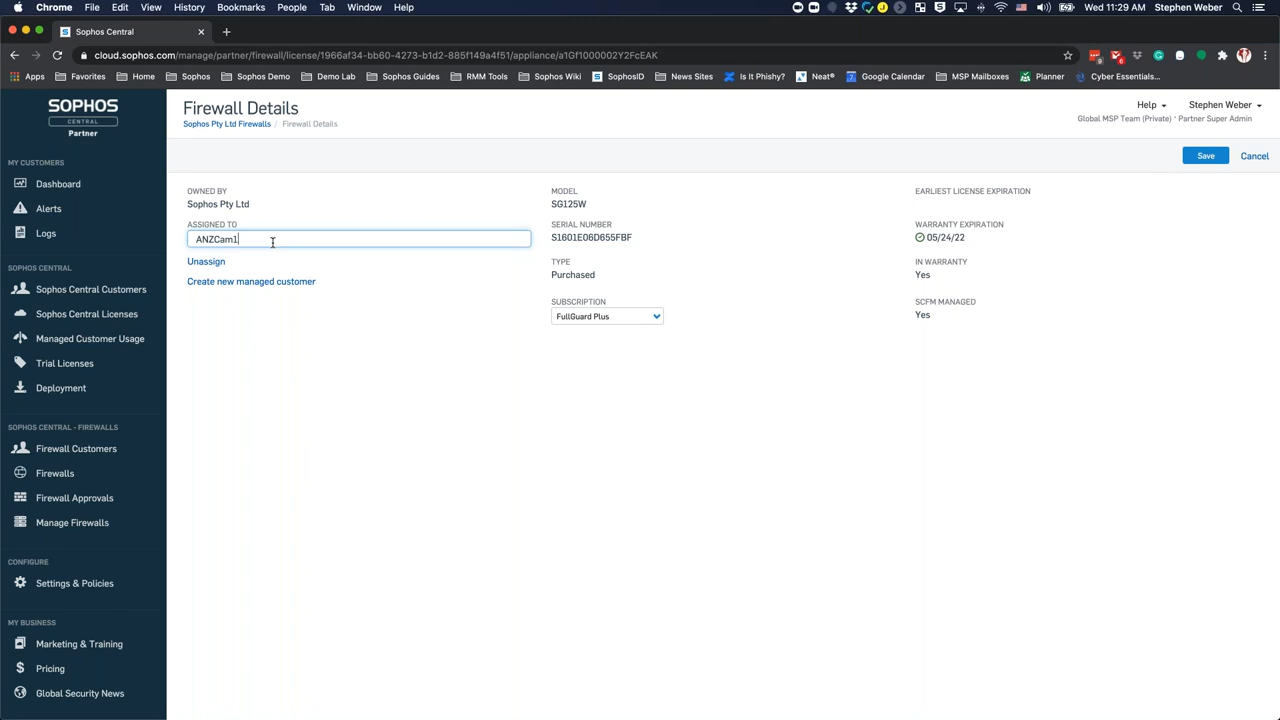 Chrome File Edit View History Bookmarks People Tab Window Help
Wed 11:29 AM Stephen Weber
Sophos Central
cloud.sophos.com/manage/partner/firewall/license/1966af34-bb60-4273-b1d2-885f149a4f51/appliance/a1Gf1000002Y2FcEAK
Apps Favorites Home Sophos Sophos Demo Demo Lab Sophos Guides RMM Tools Sophos Wiki SophosID News Sites Is It Phishy? Neat® Google Calendar MSP Mailboxes Planner Cyber Essentials...
SOPHOS
CENTRAL
Partner
Firewall Details
Sophos Pty Ltd Firewalls / Firewall Details
Help Stephen Weber
Global MSP Team (Private) · Partner Super Admin
Save Cancel
MY CUSTOMERS
Dashboard
Alerts
Logs
SOPHOS CENTRAL
Sophos Central Customers
Sophos Central Licenses
Managed Customer Usage
Trial Licenses
Deployment
SOPHOS CENTRAL - FIREWALLS
Firewall Customers
Firewalls
Firewall Approvals
Manage Firewalls
CONFIGURE
Settings & Policies
MY BUSINESS
Marketing & Training
Pricing
Global Security News
OWNED BY
Sophos Pty Ltd
ASSIGNED TO
ANZCam1
Unassign
Create new managed customer
MODEL
SG125W
SERIAL NUMBER
S1601E06D655FBF
TYPE
Purchased
SUBSCRIPTION
FullGuard Plus
EARLIEST LICENSE EXPIRATION
WARRANTY EXPIRATION
05/24/22
IN WARRANTY
Yes
SCFM MANAGED
Yes